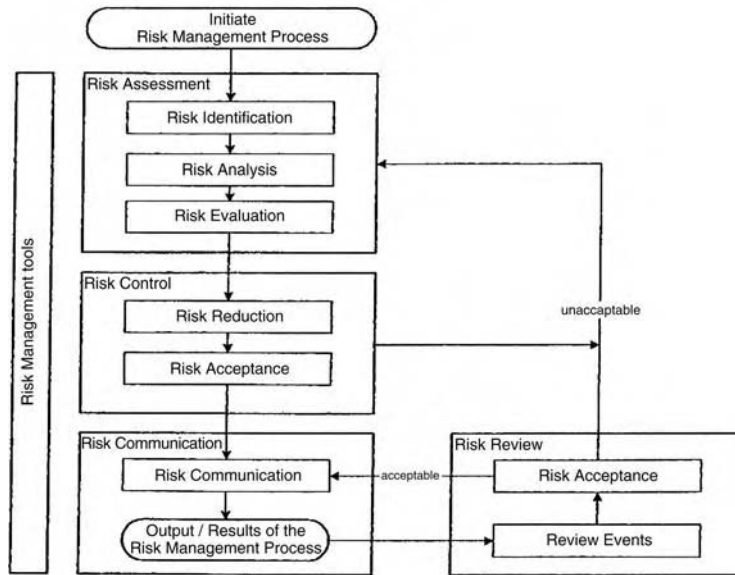 Initiate
Risk Management Process
Risk Management tools
Risk Assessment
Risk Identification
Risk Analysis
Risk Evaluation
Risk Control
Risk Reduction
Risk Acceptance
unaccaptable
Risk Communication
Risk Communication
Output / Results of the
Risk Management Process
Risk Review
acceptable
Risk Acceptance
Review Events